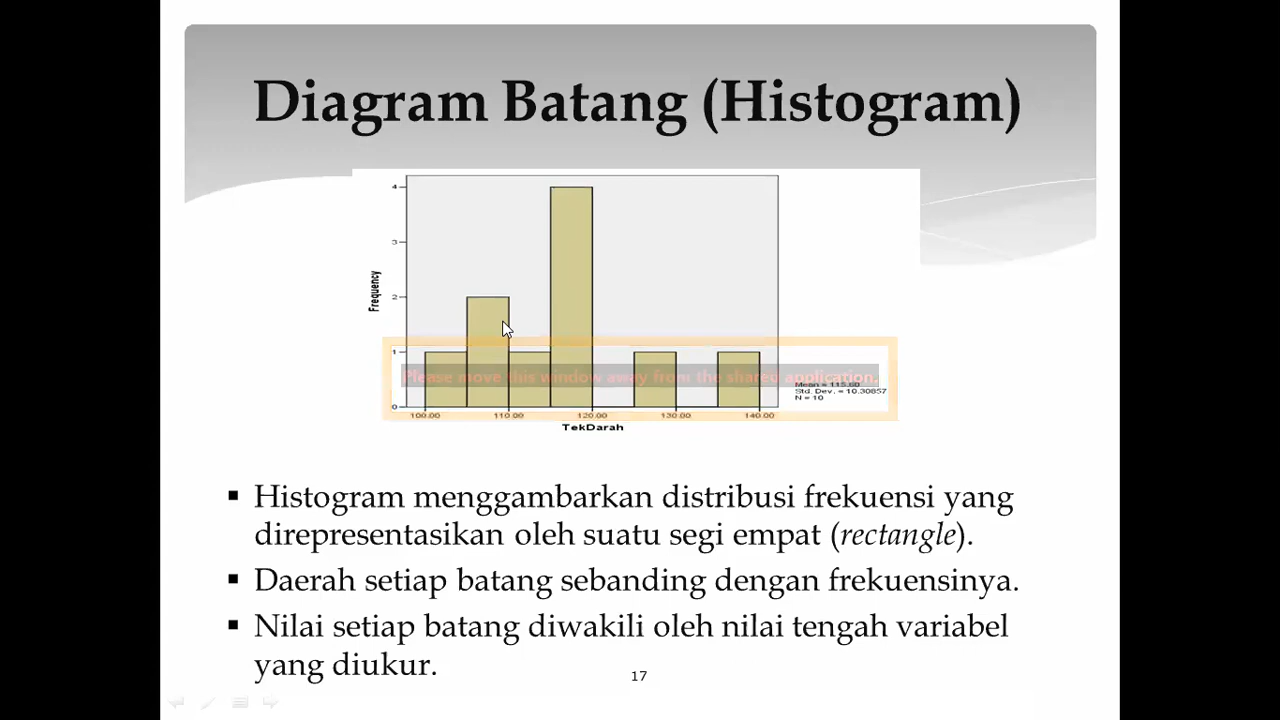 Diagram Batang (Histogram)
4
3
2
1
0
Frequency
Please move this window away from the shared application.
Mean = 115.60
Std. Dev. = 10.30857
N = 10
100.00 110.00 120.00 130.00 140.00
TekDarah
▪ Histogram menggambarkan distribusi frekuensi yang
direpresentasikan oleh suatu segi empat (rectangle).
▪ Daerah setiap batang sebanding dengan frekuensinya.
▪ Nilai setiap batang diwakili oleh nilai tengah variabel
yang diukur.
17